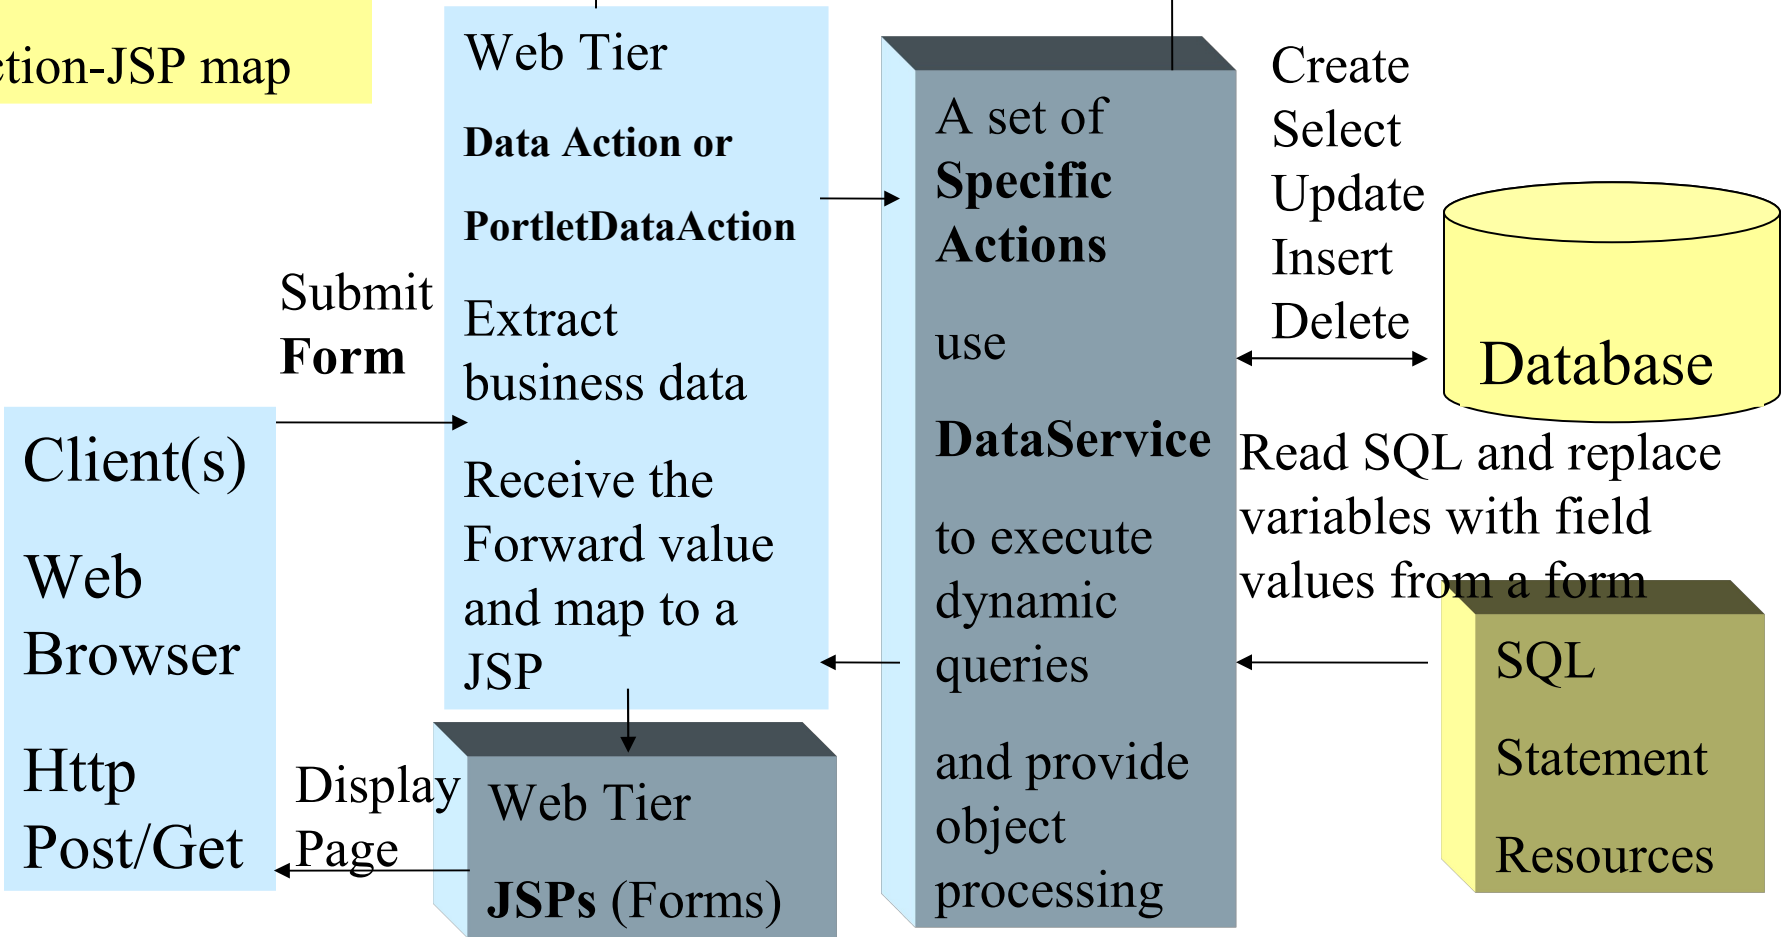 ction-JSP map
Web Tier
Data Action or
PortletDataAction
Extract
business data
Receive the
Forward value
and map to a
JSP
Submit
Form
Client(s)
Web
Browser
Http
Post/Get
Display
Page
Web Tier
JSPs (Forms)
A set of
Specific
Actions
use
DataService
to execute
dynamic
queries
and provide
object
processing
Create
Select
Update
Insert
Delete
Database
Read SQL and replace
variables with field
values from a form
SQL
Statement
Resources